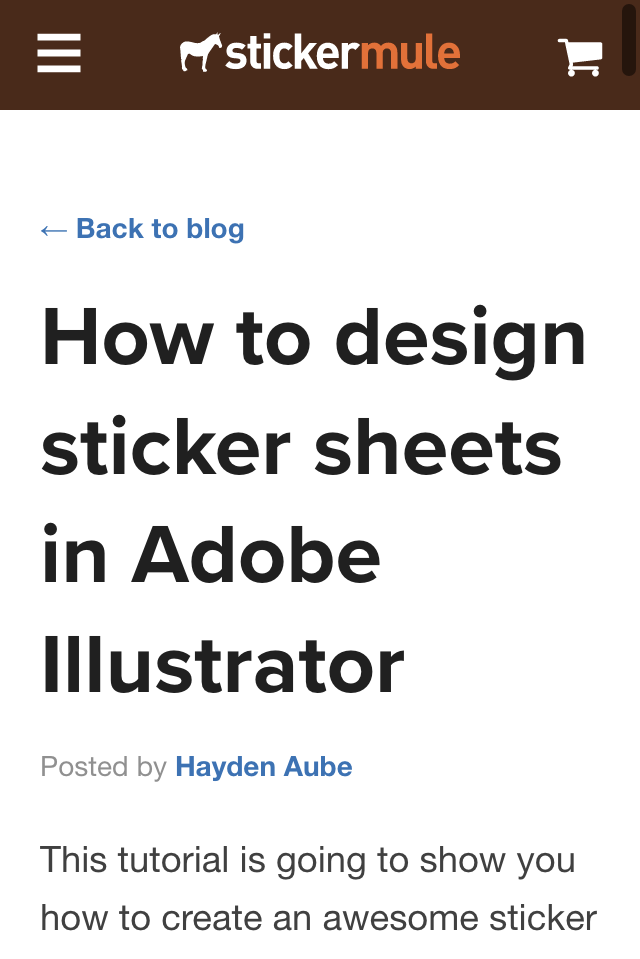 stickermule
← Back to blog
How to design
sticker sheets
in Adobe
Illustrator
Posted by Hayden Aube
This tutorial is going to show you
how to create an awesome sticker